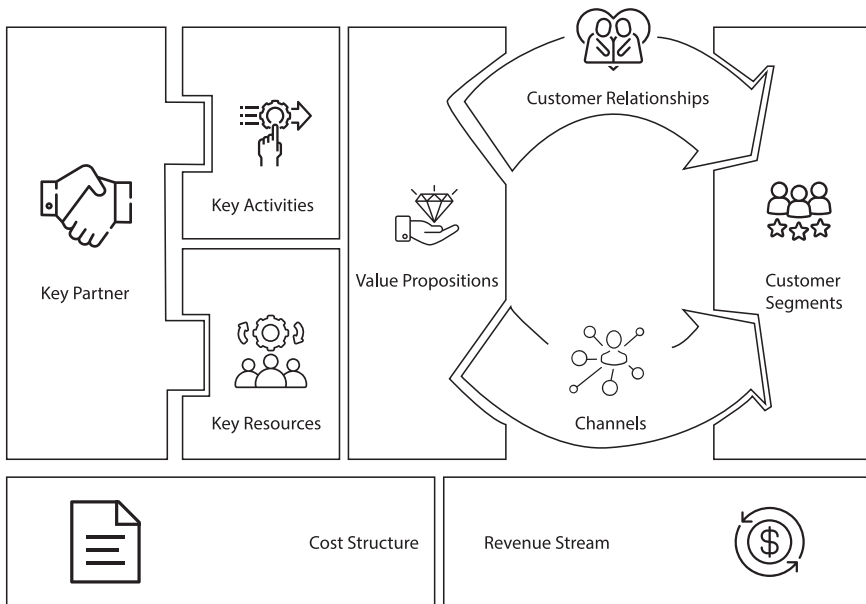 Key Partner
Key Activities
Key Resources
Value Propositions
Customer Relationships
Channels
Customer
Segments
Cost Structure
Revenue Stream
$